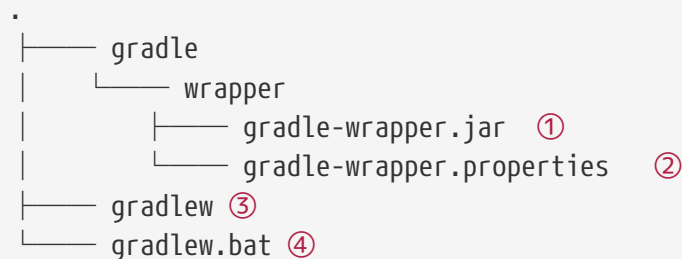 .
├── gradle
│   └── wrapper
│       ├── gradle-wrapper.jar ①
│       └── gradle-wrapper.properties ②
├── gradlew ③
└── gradlew.bat ④